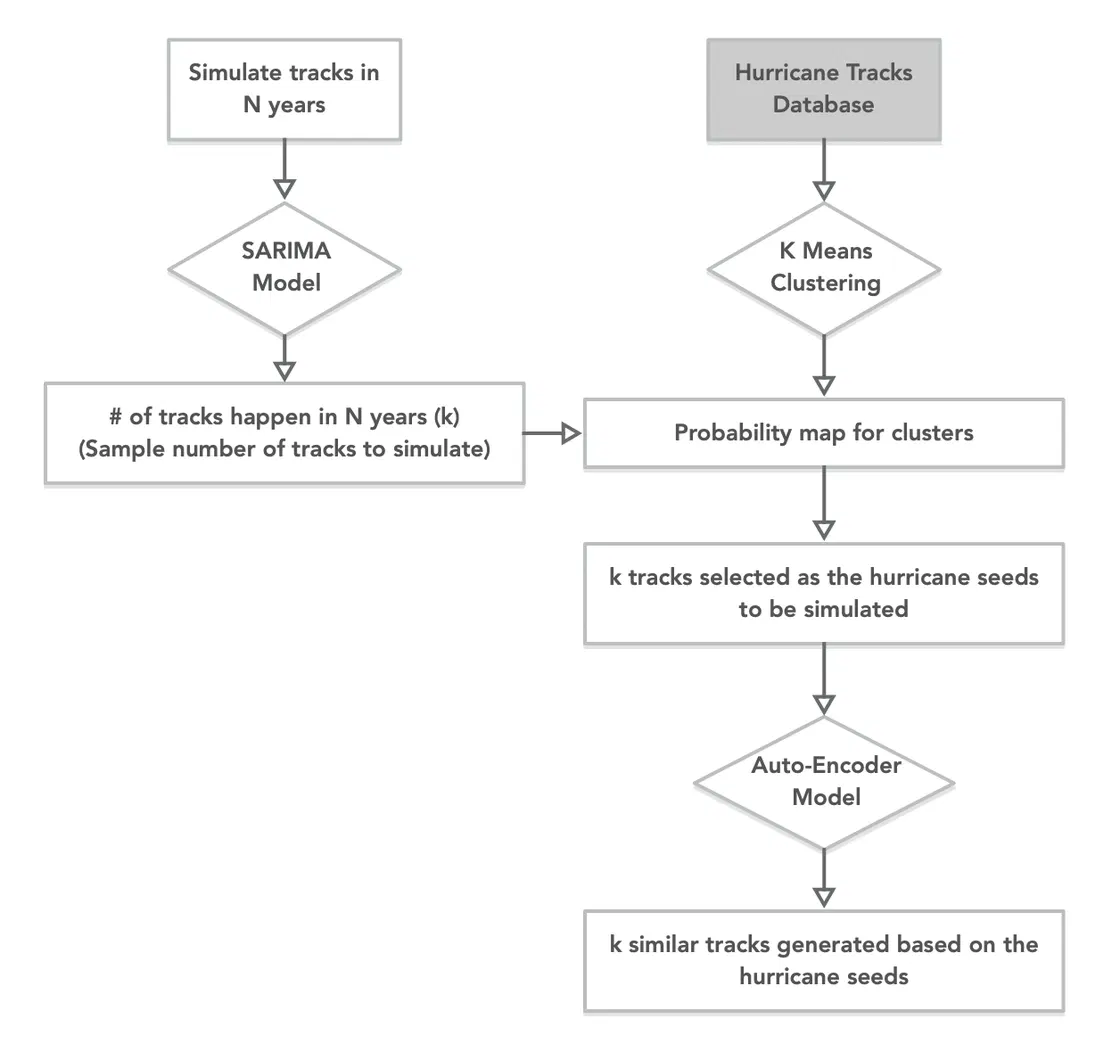 Simulate tracks in
N years
Hurricane Tracks
Database
SARIMA
Model
K Means
Clustering
# of tracks happen in N years (k)
(Sample number of tracks to simulate)
Probability map for clusters
k tracks selected as the hurricane seeds
to be simulated
Auto-Encoder
Model
k similar tracks generated based on the
hurricane seeds